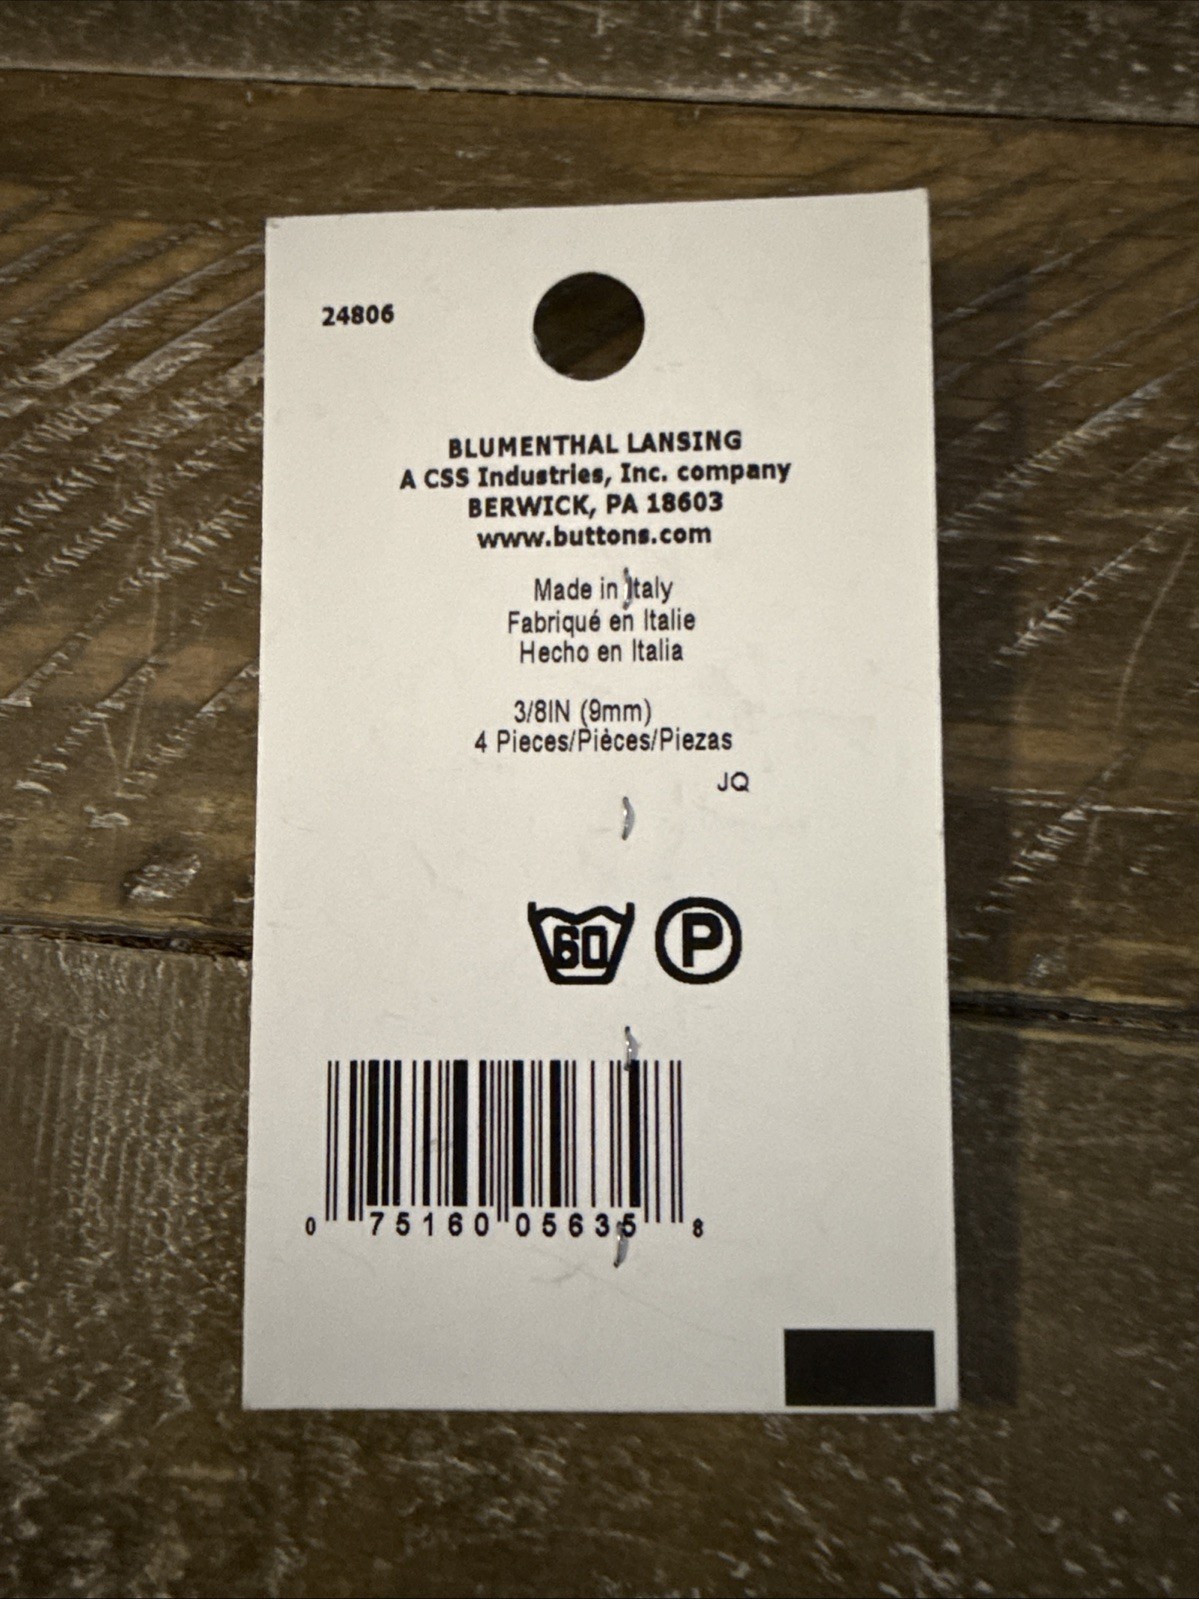 24806
BLUMENTHAL LANSING
A CSS Industries, Inc. company
BERWICK, PA 18603
www.buttons.com
Made in Italy
Fabriqué en Italie
Hecho en Italia
3/8IN (9mm)
4 Pieces/Pièces/Piezas
JQ
60 P
0 75160 05635 8